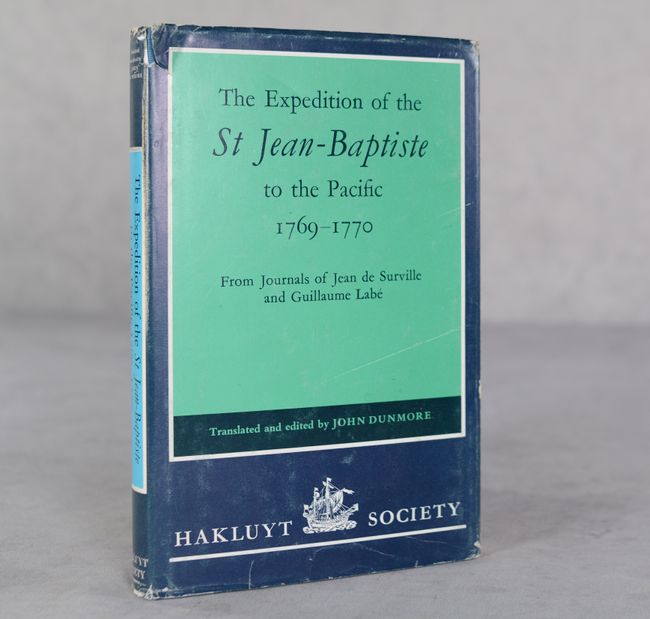 The Expedition of the
St Jean-Baptiste
to the Pacific
1769–1770
From Journals of Jean de Surville
and Guillaume Labé
Translated and edited by JOHN DUNMORE
HAKLUYT SOCIETY
The Expedition of the St Jean-Baptiste